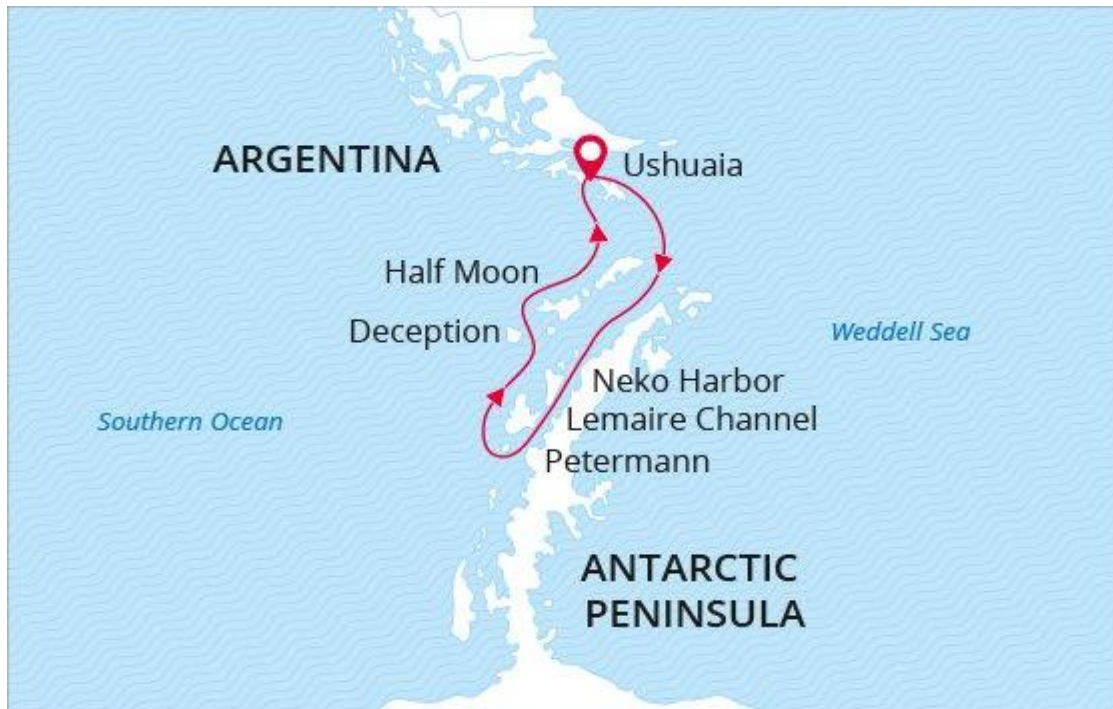 ARGENTINA
Ushuaia
Half Moon
Deception
Weddell Sea
Neko Harbor
Southern Ocean
Lemaire Channel
Petermann
ANTARCTIC
PENINSULA